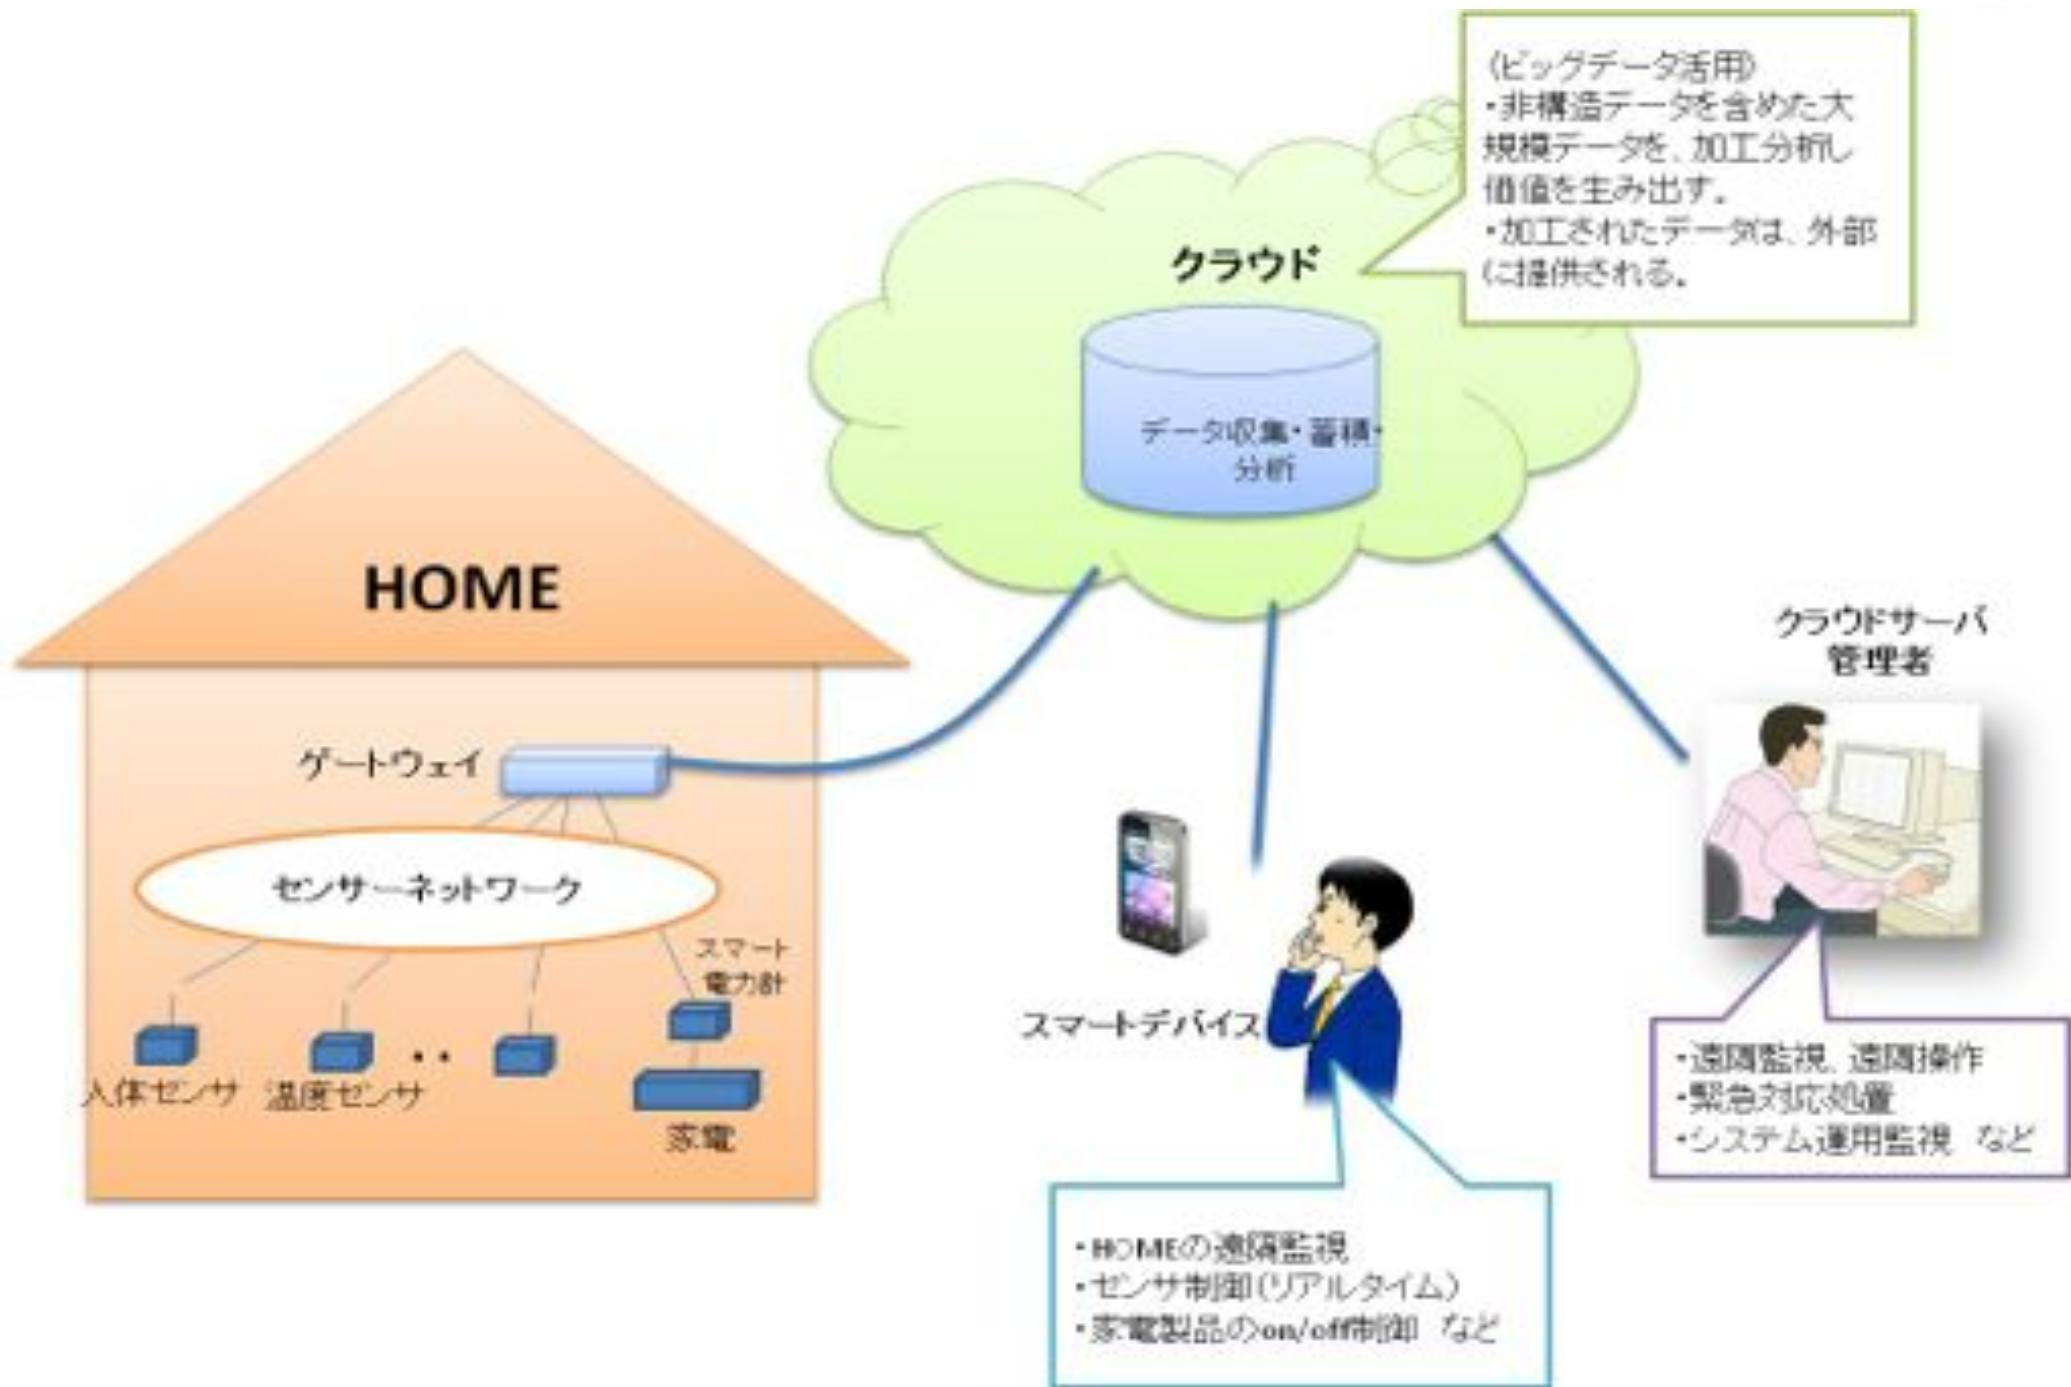 (ビッグデータ活用)
・非構造データを含めた大
規模データを、加工分析し
価値を生み出す。
・加工されたデータは、外部
に提供される。
クラウド
データ収集・蓄積・
分析
HOME
クラウドサーバ
管理者
ゲートウェイ
センサーネットワーク
スマート
電力計
人体センサ
温度センサ
・・
家電
スマートデバイス
・遠隔監視、遠隔操作
・緊急対応処置
・システム運用監視 など
・HOMEの遠隔監視
・センサ制御(リアルタイム)
・家電製品のon/off制御 など